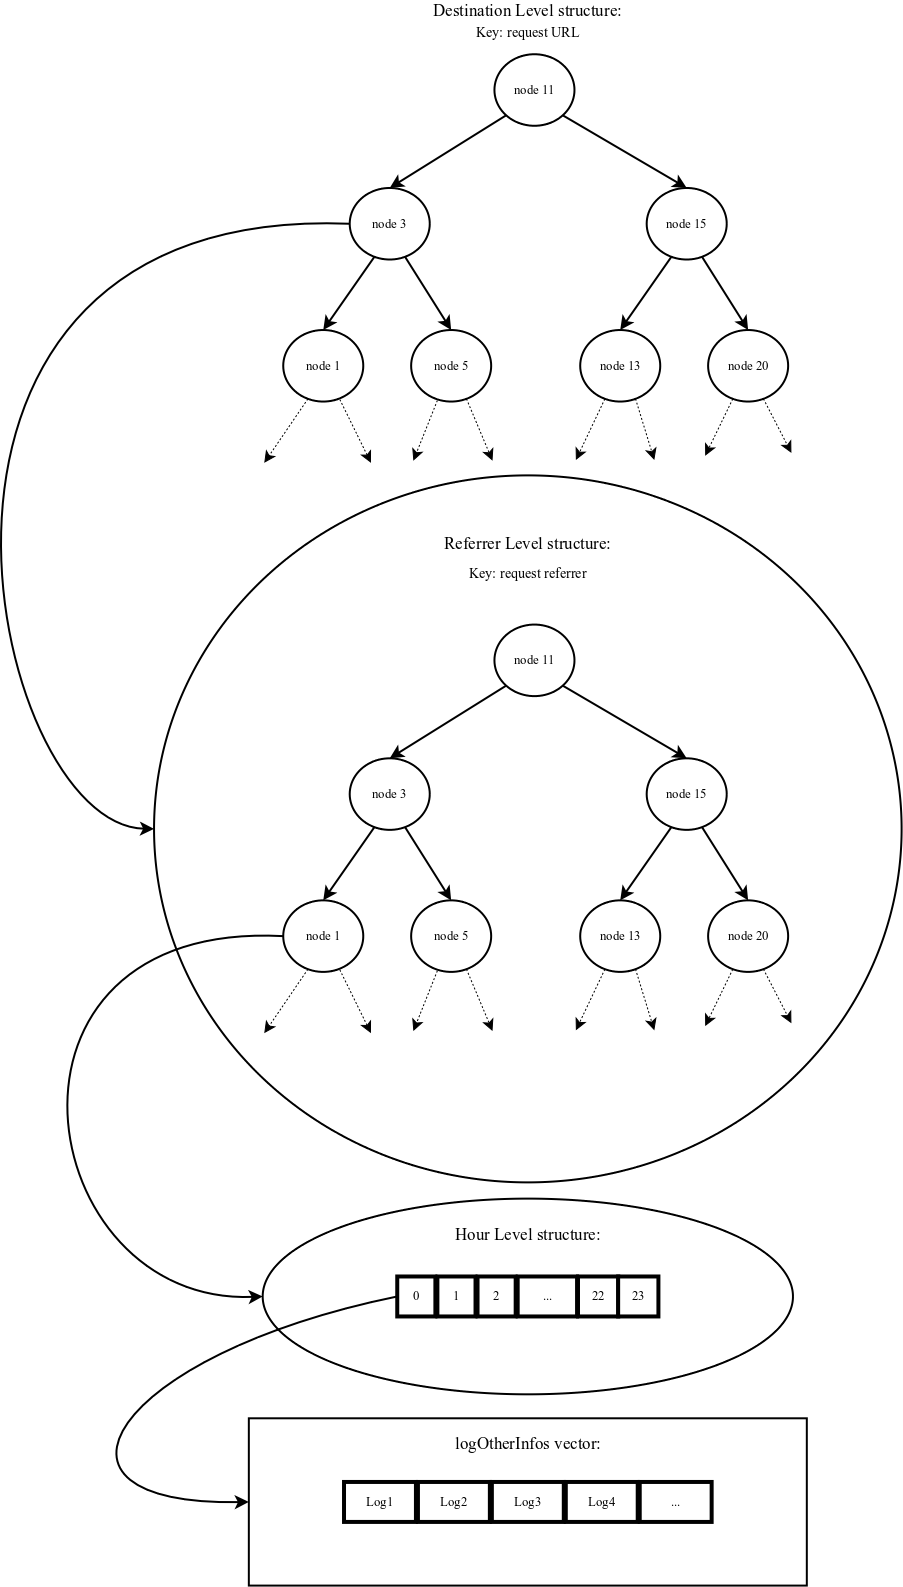 Destination Level structure:
Key: request URL
node 11
node 3
node 15
node 1
node 5
node 13
node 20
Referrer Level structure:
Key: request referrer
node 11
node 3
node 15
node 1
node 5
node 13
node 20
Hour Level structure:
0 1 2 ... 22 23
logOtherInfos vector:
Log1 Log2 Log3 Log4 ...